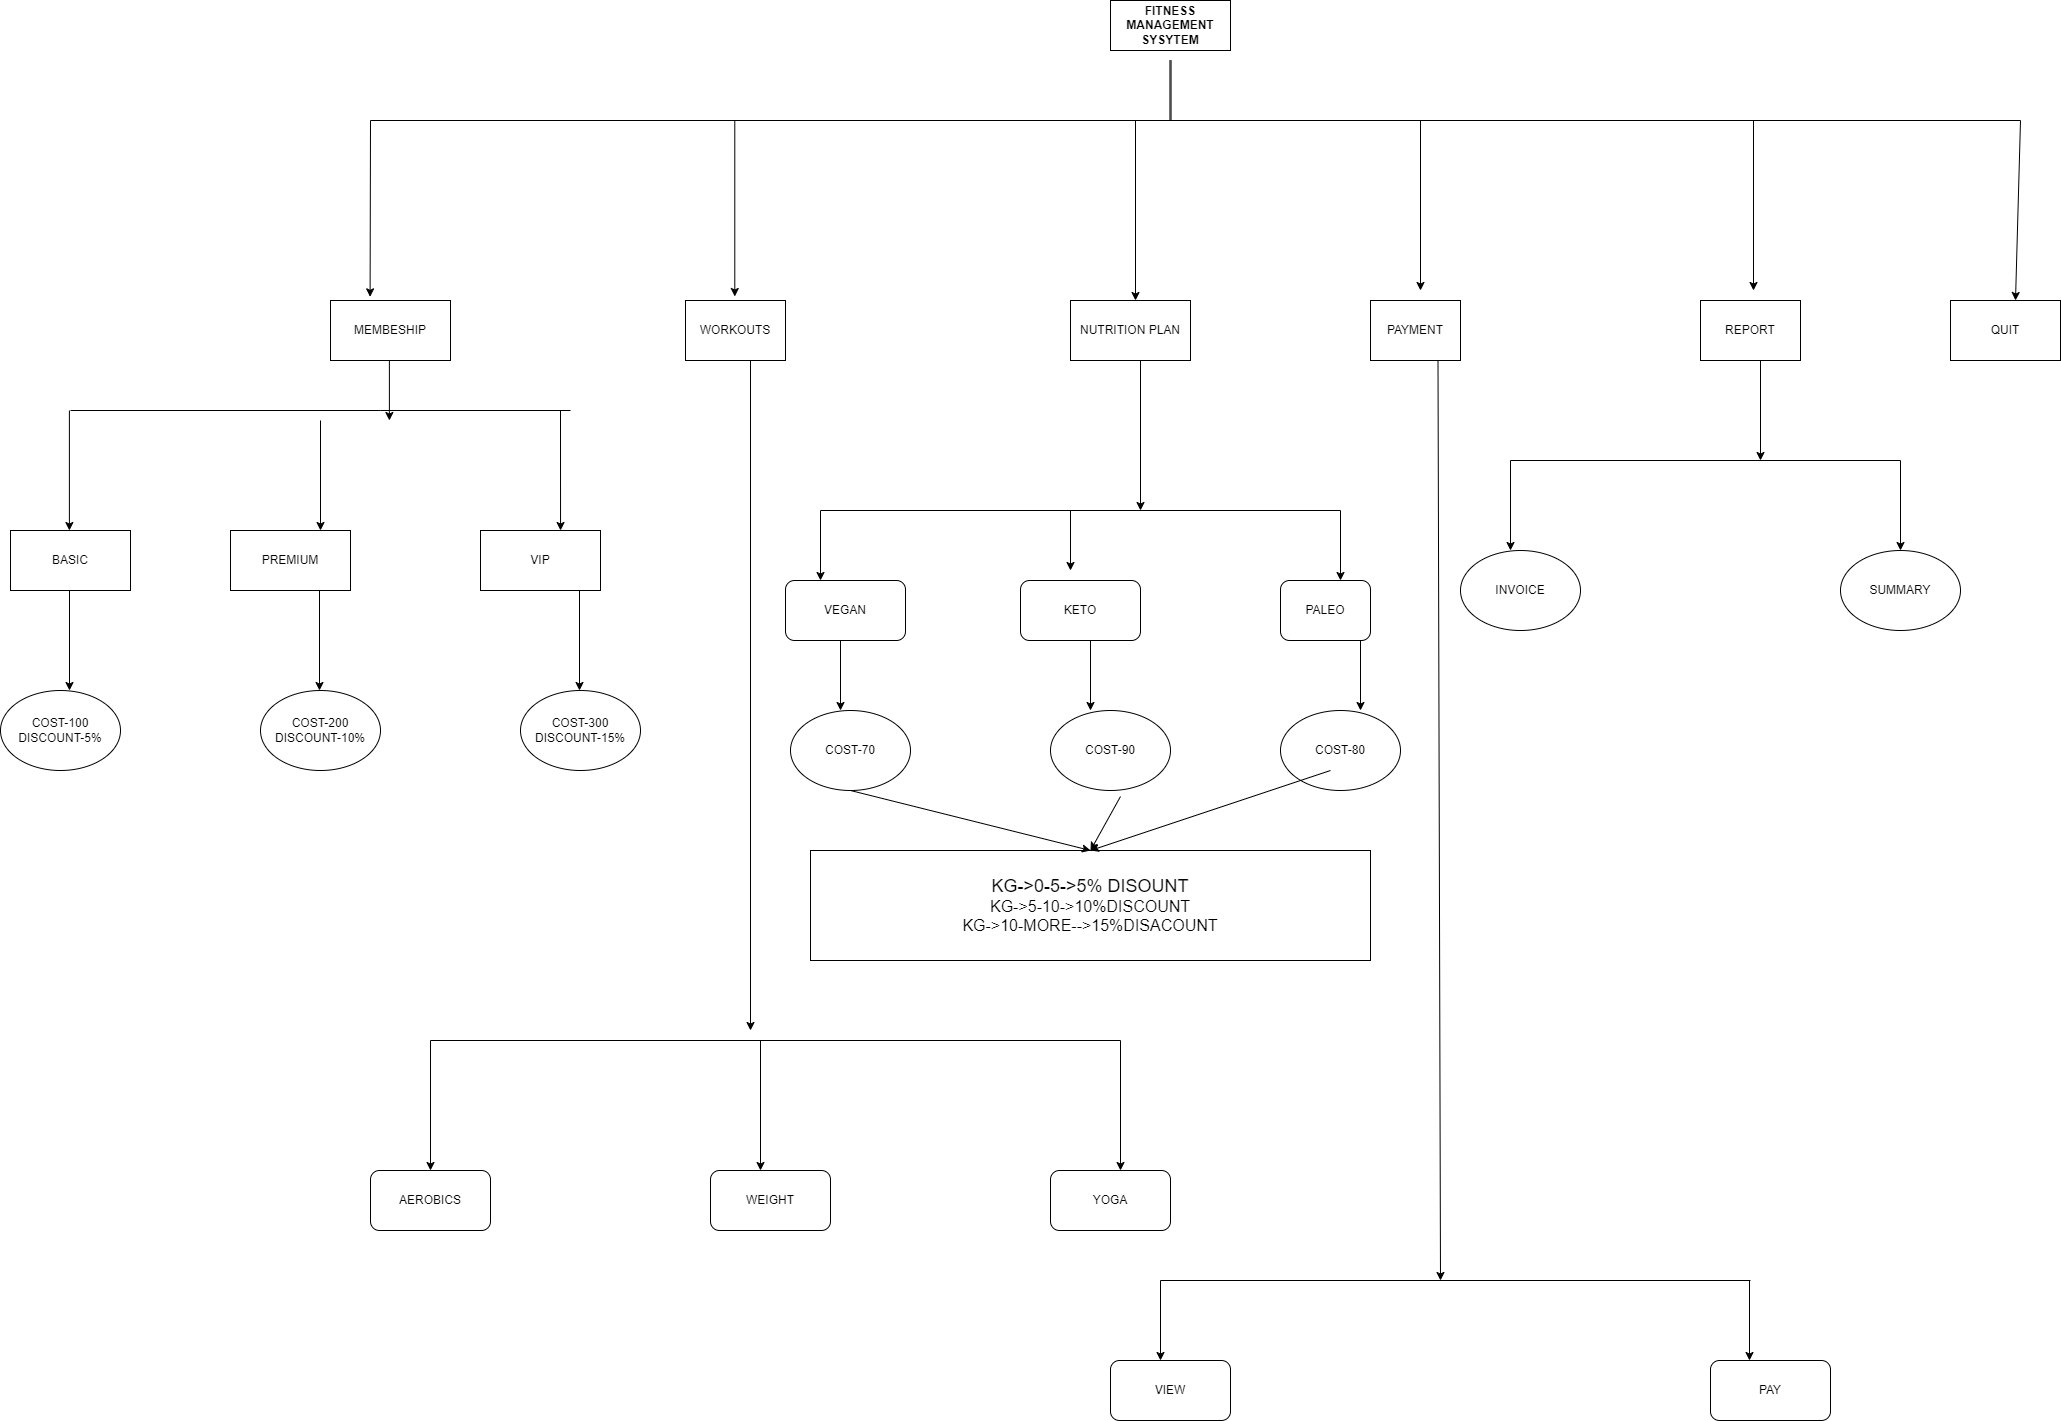 FITNESS
MANAGEMENT
SYSYTEM
MEMBESHIP
WORKOUTS
NUTRITION PLAN
PAYMENT
REPORT
QUIT
BASIC
PREMIUM
VIP
VEGAN
KETO
PALEO
INVOICE
SUMMARY
COST-100
DISCOUNT-5%
COST-200
DISCOUNT-10%
COST-300
DISCOUNT-15%
COST-70
COST-90
COST-80
KG->0-5->5% DISOUNT
KG->5-10->10%DISCOUNT
KG->10-MORE-->15%DISACOUNT
AEROBICS
WEIGHT
YOGA
VIEW
PAY